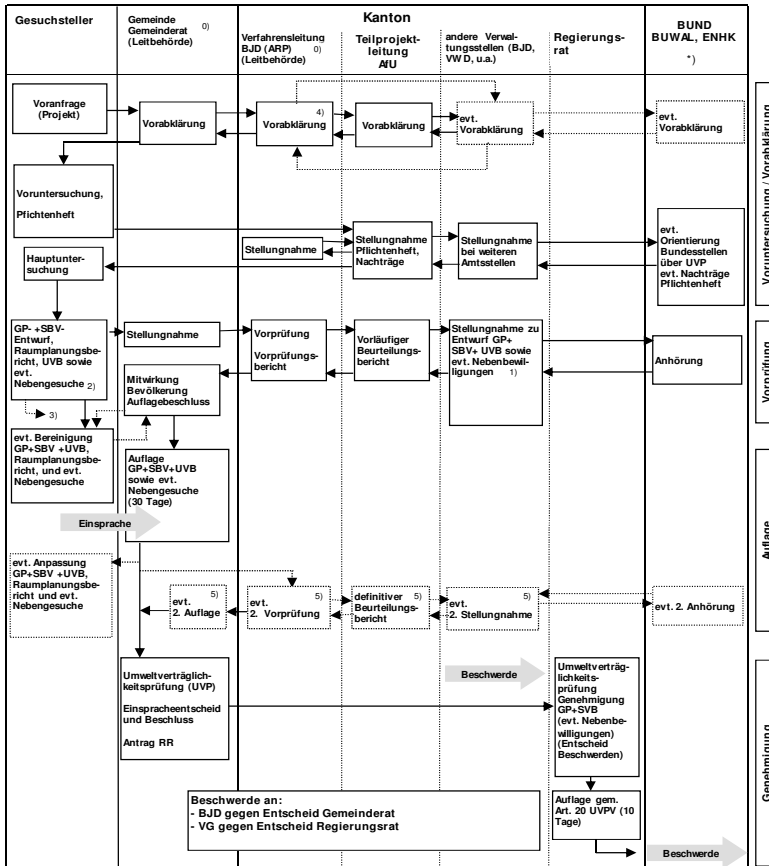 Gesuchsteller
Gemeinde
Gemeinderat 0)
(Leitbehörde)
Kanton
Verfahrensleitung
BJD (ARP) 0)
(Leitbehörde)
Teilprojekt-
leitung
AfU
andere Verwal-
tungsstellen (BJD,
VWD, u.a.)
Regierungs-
rat
BUND
BUWAL, ENHK
*)
Voranfrage
(Projekt)
Vorabklärung
4)
Vorabklärung
Vorabklärung
evt.
Vorabklärung
evt.
Vorabklärung
Voruntersuchung,
Pflichtenheft
Stellungnahme
Stellungnahme
Pflichtenheft,
Nachträge
Stellungnahme
bei weiteren
Amtsstellen
evt.
Orientierung
Bundesstellen
über UVP
evt. Nachträge
Pflichtenheft
Hauptunter-
suchung
Voruntersuchung / Vorabklärung
GP- +SBV-
Entwurf,
Raumplanungsbe-
richt, UVB sowie
evt.
Nebengesuche 2)
Stellungnahme
Vorprüfung
Vorprüfungs-
bericht
Vorläufiger
Beurteilungs-
bericht
Stellungnahme zu
Entwurf GP+
SBV+ UVB sowie
evt. Nebenbewil-
ligungen 1)
Anhörung
Vorprüfung
3)
Mitwirkung
Bevölkerung
Auflagebeschluss
evt. Bereinigung
GP+SBV +UVB,
Raumplanungsbe-
richt, und evt.
Nebengesuche
Auflage
GP+SBV+UVB
sowie evt.
Nebengesuche
(30 Tage)
Einsprache
Auflage
evt. Anpassung
GP+SBV +UVB,
Raumplanungsbe-
richt und evt.
Nebengesuche
5)
evt.
2. Auflage
5)
evt.
2. Vorprüfung
definitiver 5)
Beurteilungs-
bericht
5)
evt.
2. Stellungnahme
evt. 2. Anhörung
Umweltverträglich-
keitsprüfung (UVP)
Einspracheentscheid
und Beschluss
Antrag RR
Beschwerde
Umweltverträg-
lichkeits-
prüfung
Genehmigung
GP+SVB
(evt. Nebenbe-
willigungen)
(Entscheid
Beschwerden)
Genehmigung
Beschwerde an:
- BJD gegen Entscheid Gemeinderat
- VG gegen Entscheid Regierungsrat
Auflage gem.
Art. 20 UVPV (10
Tage)
Beschwerde